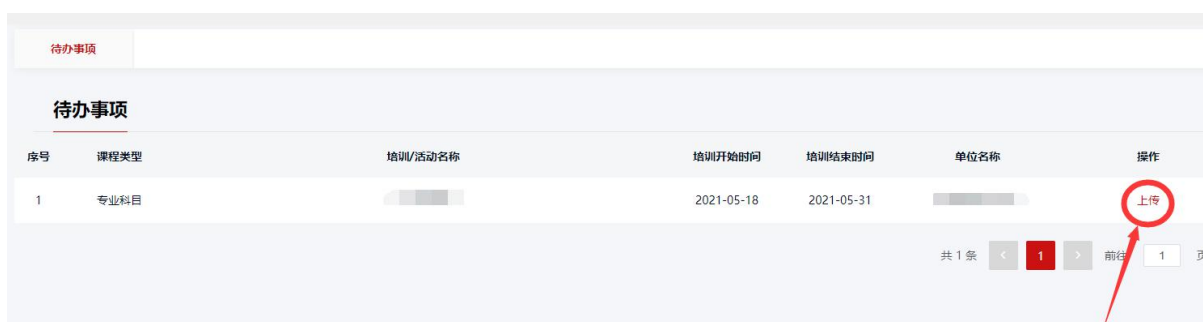 待办事项
待办事项
序号 课程类型 培训/活动名称 培训开始时间 培训结束时间 单位名称 操作
1 专业科目 2021-05-18 2021-05-31 上传
共 1 条 < 1 > 前往 1